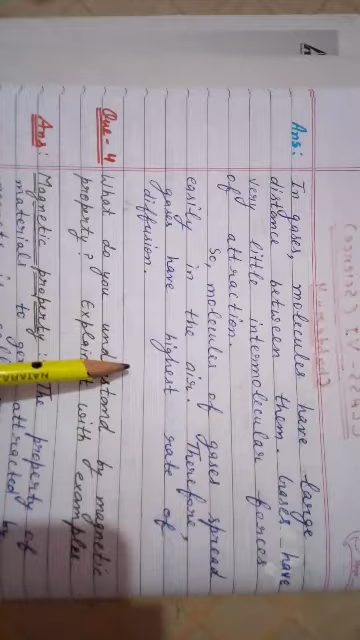 Ans: In gases, molecules have large
distance between them. Gases have
very little intermolecular forces
of attraction.
So, molecules of gases spread
easily in the air. Therefore,
gases have highest rate of
diffusion.
Que-4 What do you understand by magnetic
property? Explain with examples
Ans: Magnetic property The property of
materials to attracted by
NATARA